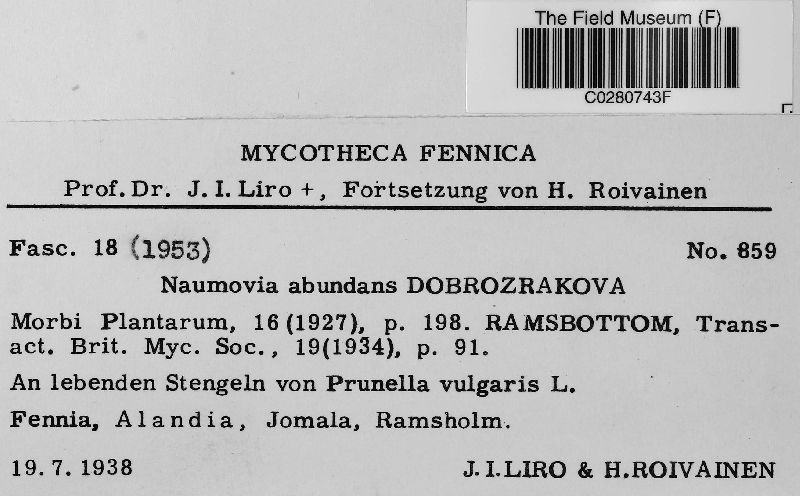 The Field Museum (F)
C0280743F
MYCOTHECA FENNICA
Prof. Dr. J. I. Liro +, Fortsetzung von H. Roivainen
Fasc. 18 (1953) No. 859
Naumovia abundans DOBROZRAKOVA
Morbi Plantarum, 16 (1927), p. 198. RAMSBOTTOM, Trans-
act. Brit. Myc. Soc., 19(1934), p. 91.
An lebenden Stengeln von Prunella vulgaris L.
Fennia, Alandia, Jomala, Ramsholm.
19. 7. 1938 J. I. LIRO & H. ROIVAINEN